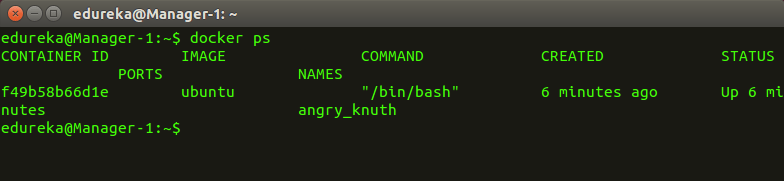 edureka@Manager-1: ~
edureka@Manager-1:~$ docker ps
CONTAINER ID        IMAGE               COMMAND             CREATED             STATUS
             PORTS               NAMES
f49b58b66d1e        ubuntu              "/bin/bash"         6 minutes ago       Up 6 mi
nutes                            angry_knuth
edureka@Manager-1:~$